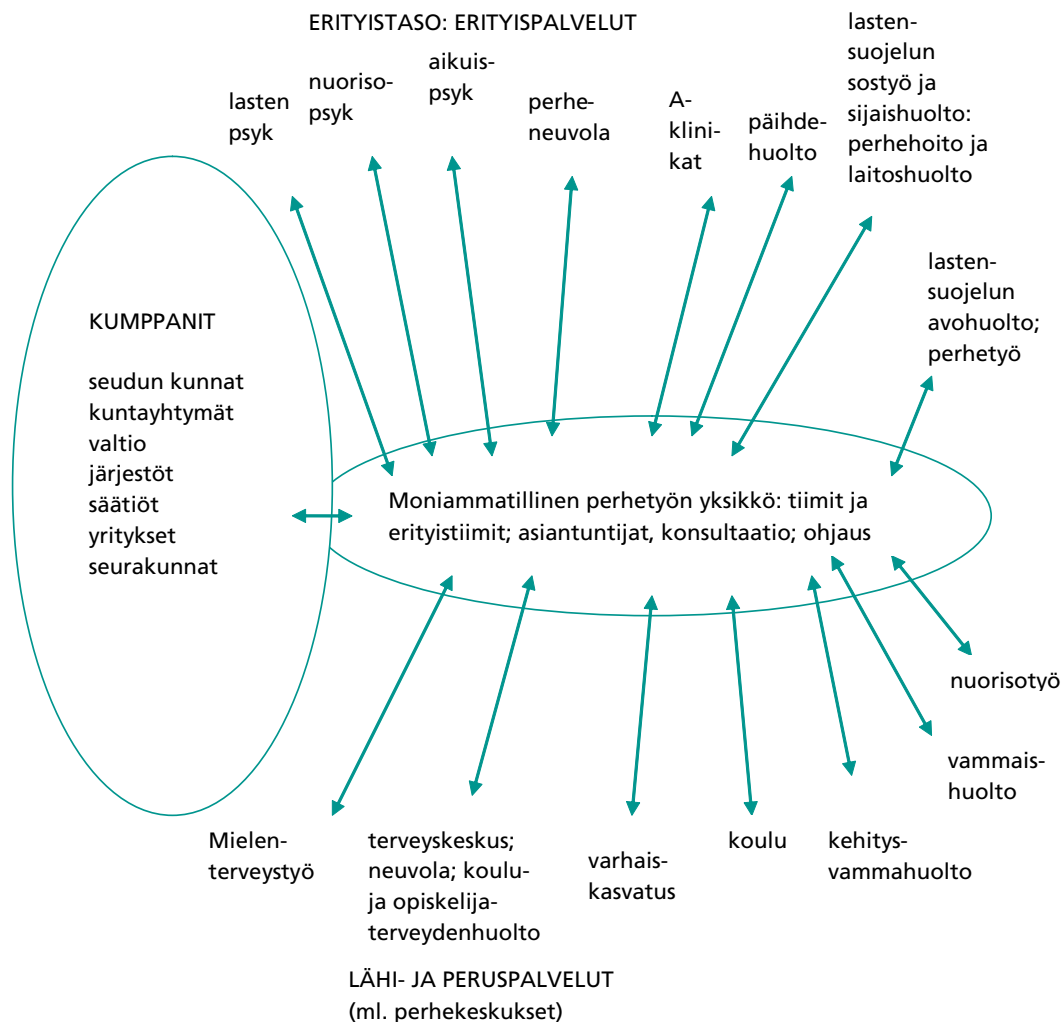 ERITYISTASO: ERITYISPALVELUT
lasten
psyk
nuoriso-
psyk
aikuis-
psyk
perhe-
neuvola
A-
klini-
kat
päihde-
huolto
lasten-
suojelun
sostyö ja
sijaishuolto:
perhehoito ja
laitoshuolto
lasten-
suojelun
avohuolto;
perhetyö
KUMPPANIT
seudun kunnat
kuntayhtymät
valtio
järjestöt
säätiöt
yritykset
seurakunnat
Moniammatillinen perhetyön yksikkö: tiimit ja
erityistiimit; asiantuntijat, konsultaatio; ohjaus
nuorisotyö
vammais-
huolto
Mielen-
terveystyö
terveyskeskus;
neuvola; koulu-
ja opiskelija-
terveydenhuolto
varhais-
kasvatus
koulu
kehitys-
vammahuolto
LÄHI- JA PERUSPALVELUT
(ml. perhekeskukset)